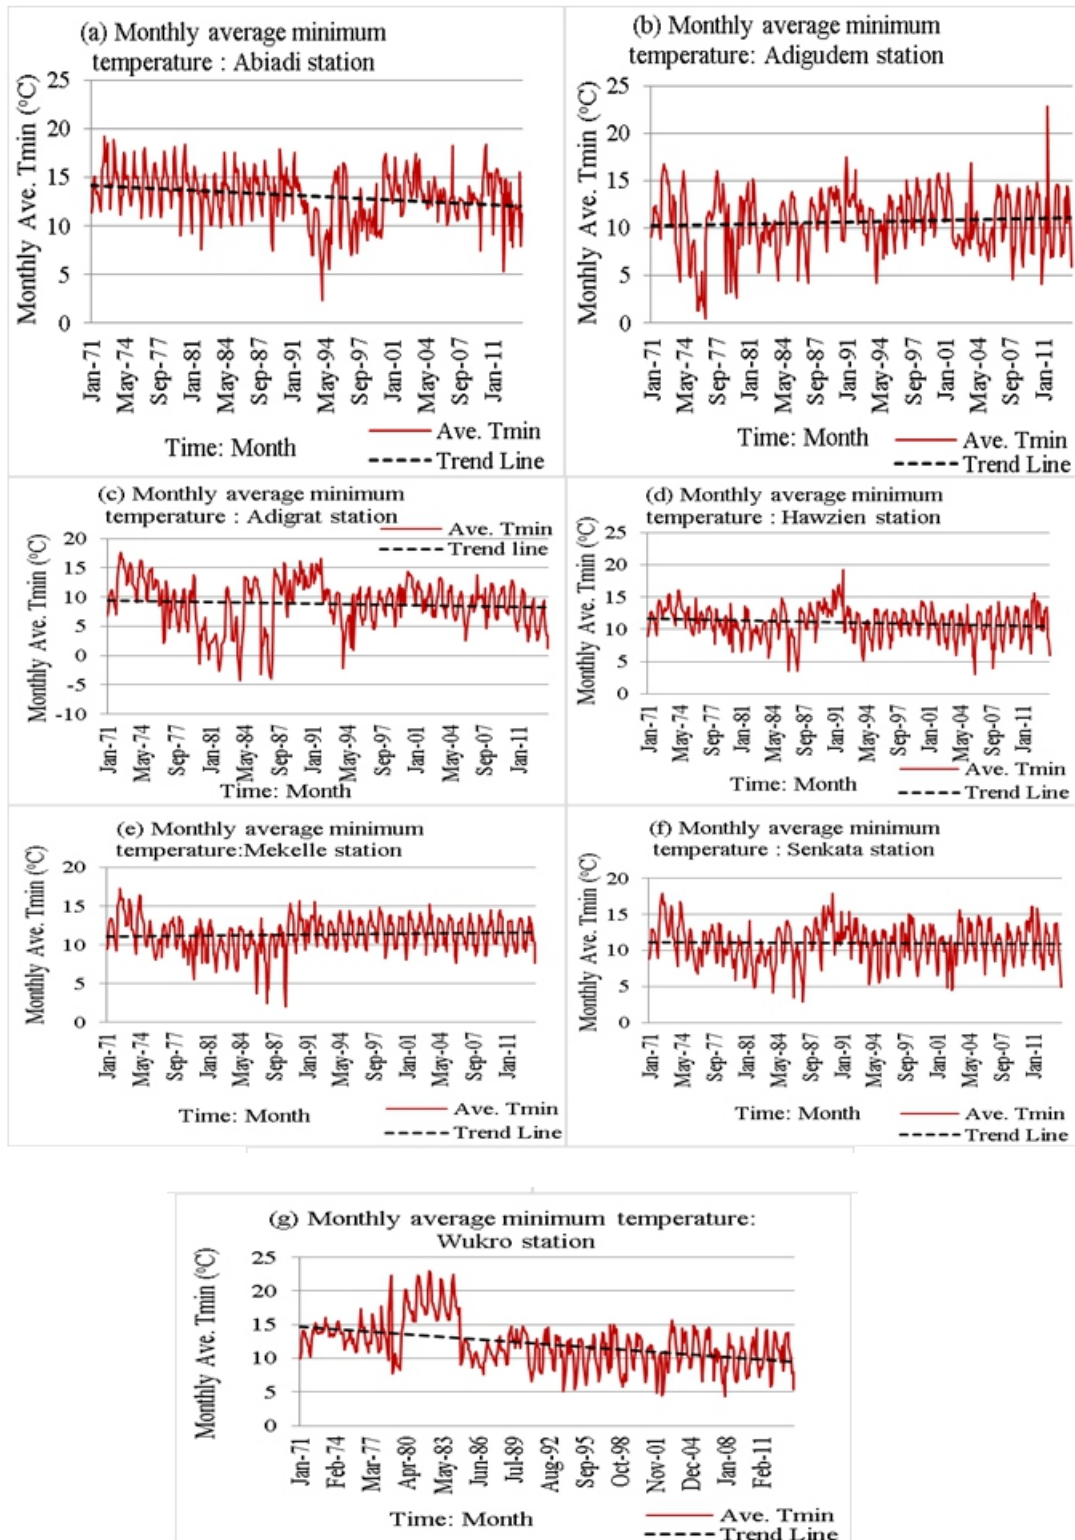 (a) Monthly average minimum
temperature : Abiadi station
Monthly Ave. Tmin (°C)
25
20
15
10
5
0
Jan-71
May-74
Sep-77
Jan-81
May-84
Sep-87
Jan-91
May-94
Sep-97
Jan-01
May-04
Sep-07
Jan-11
Time: Month
Ave. Tmin
Trend Line
(b) Monthly average minimum
temperature: Adigudem station
Monhly Ave. Tmin (°C)
25
20
15
10
5
0
Jan-71
May-74
Sep-77
Jan-81
May-84
Sep-87
Jan-91
May-94
Sep-97
Jan-01
May-04
Sep-07
Jan-11
Time: Month
Ave. Tmin
Trend Line
(c) Monthly average minimum
temperature : Adigrat station
Ave. Tmin
Trend line
Monthly Ave. Tmin (°C)
20
15
10
5
0
-5
-10
Jan-71
May-74
Sep-77
Jan-81
May-84
Sep-87
Jan-91
May-94
Sep-97
Jan-01
May-04
Sep-07
Jan-11
Time: Month
(d) Monthly average minimum
temperature : Hawzien station
Monthly Ave. Tmin (°C)
25
20
15
10
5
0
Jan-71
May-74
Sep-77
Jan-81
May-84
Sep-87
Jan-91
May-94
Sep-97
Jan-01
May-04
Sep-07
Jan-11
Time: Month
Ave. Tmin
Trend Line
(e) Monthly average minimum
temperature:Mekelle station
Monthly Ave. Tmin (°C)
20
15
10
5
0
Jan-71
May-74
Sep-77
Jan-81
May-84
Sep-87
Jan-91
May-94
Sep-97
Jan-01
May-04
Sep-07
Jan-11
Time: Month
Ave. Tmin
Trend Line
(f) Monthly average minimum
temperature : Senkata station
Monthly Ave. Tmin (°C)
20
15
10
5
0
Jan-71
May-74
Sep-77
Jan-81
May-84
Sep-87
Jan-91
May-94
Sep-97
Jan-01
May-04
Sep-07
Jan-11
Time: Month
Ave. Tmin
Trend Line
(g) Monthly average minimum temperature:
Wukro station
Monthly Ave. Tmin (°C)
25
20
15
10
5
0
Jan-71
Feb-74
Mar-77
Apr-80
May-83
Jun-86
Jul-89
Aug-92
Sep-95
Oct-98
Nov-01
Dec-04
Jan-08
Feb-11
Time: Month
Ave. Tmin
Trend Line